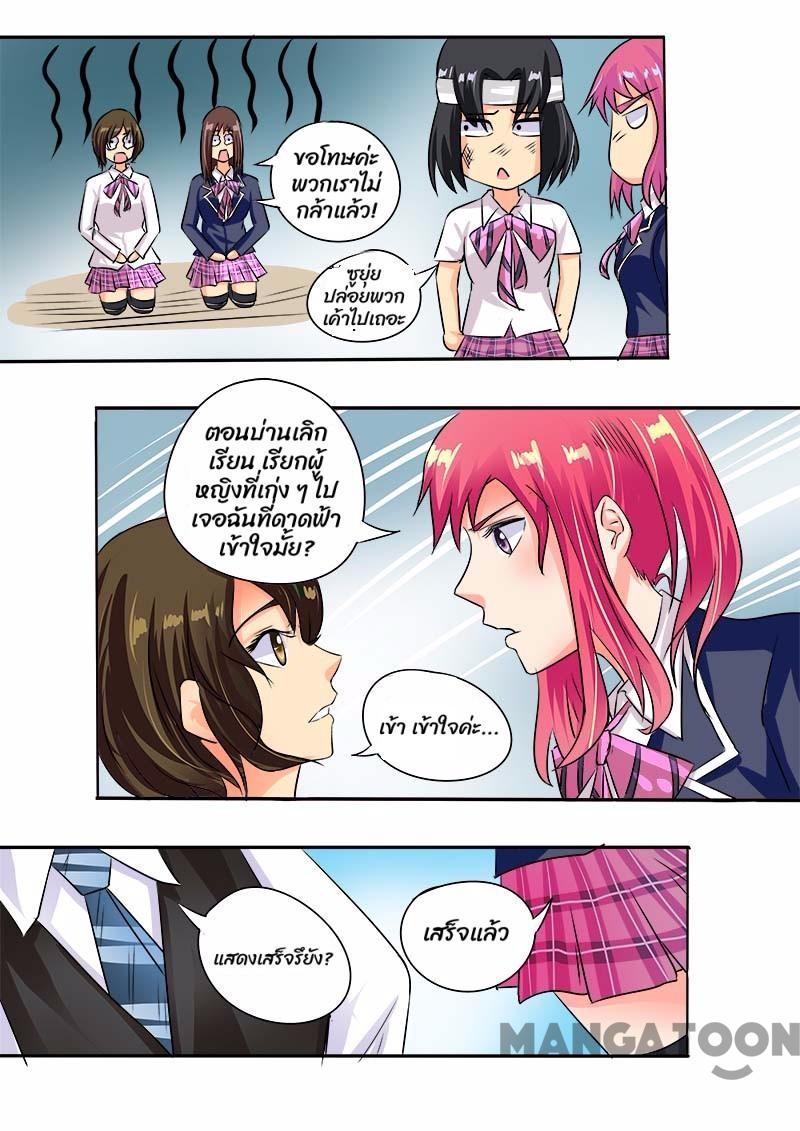 ขอโทษค่ะ
พวกเราไม่
กล้าแล้ว!
ซูยุ่ย
ปล่อยพวก
เค้าไปเถอะ
ตอนบ่านเลิก
เรียน เรียกผู้
หญิงที่เก่ง ๆ ไป
เจอฉันที่ดาดฟ้า
เข้าใจมั้ย?
เข้า เข้าใจค่ะ...
แสดงเสร็จรึยัง?
เสร็จแล้ว
MANGATOON